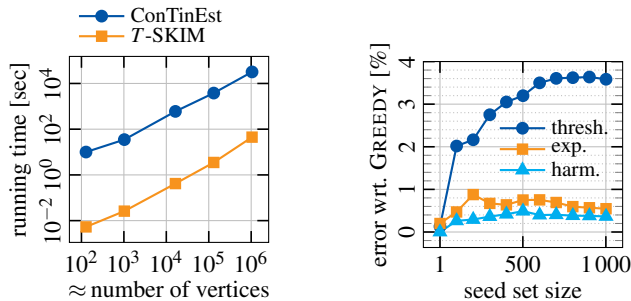 ConTinEst
T-SKIM
running time [sec]
10^4
10^2
10^0
10^−2
10^2 10^3 10^4 10^5 10^6
≈ number of vertices
error wrt. GREEDY [%]
4
3
2
1
0
thresh.
exp.
harm.
1 500 1 000
seed set size